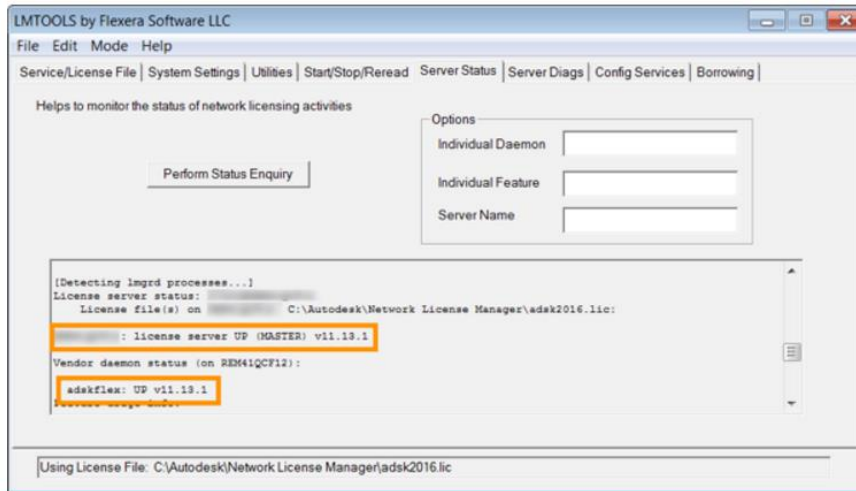 LMTOOLS by Flexera Software LLC
File Edit Mode Help
Service/License File System Settings Utilities Start/Stop/Reread Server Status Server Diags Config Services Borrowing
Helps to monitor the status of network licensing activities
Options
Individual Daemon
Perform Status Enquiry
Individual Feature
Server Name
[Detecting lmgrd processes...]
License server status:
License file(s) on C:\Autodesk\Network License Manager\adsk2016.lic:
: license server UP (MASTER) v11.13.1
Vendor daemon status (on REM41QCF12):
adskflex: UP v11.13.1
Using License File: C:\Autodesk\Network License Manager\adsk2016.lic